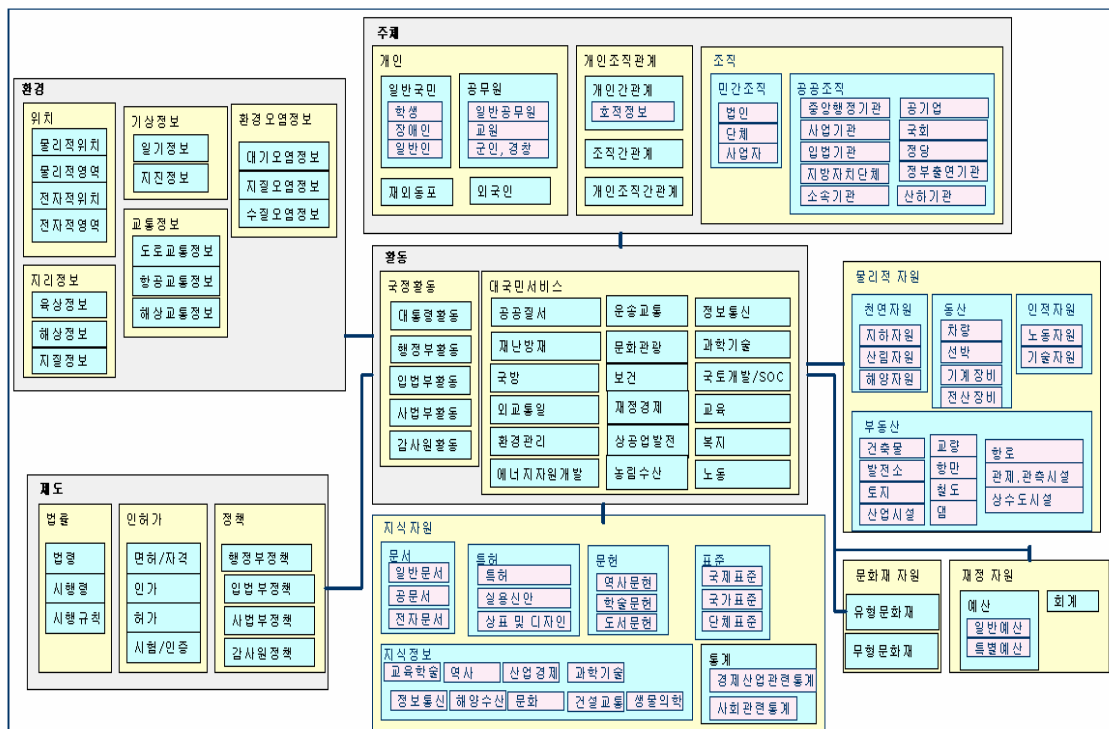 주체
개인
일반국민
학생
장애인
일반인
공무원
일반공무원
교원
군인, 경찰
재외동포
외국인
개인조직관계
개인간관계
호적정보
조직간관계
개인조직간관계
조직
민간조직
법인
단체
사업자
공공조직
중앙행정기관
사업기관
입법기관
지방자치단체
소속기관
공기업
국회
정당
정부출연기관
산하기관
환경
위치
물리적위치
물리적영역
전자적위치
전자적영역
지리정보
육상정보
해상정보
지질정보
기상정보
일기정보
지진정보
교통정보
도로교통정보
항공교통정보
해상교통정보
환경오염정보
대기오염정보
지질오염정보
수질오염정보
활동
국정활동
대통령활동
행정부활동
입법부활동
사법부활동
감사원활동
대국민서비스
공공질서
재난방재
국방
외교통일
환경관리
에너지자원개발
운송교통
문화관광
보건
재정경제
상공업발전
농림수산
정보통신
과학기술
국토개발/SOC
교육
복지
노동
물리적 자원
천연자원
지하자원
산림자원
해양자원
동산
차량
선박
기계장비
전산장비
인적자원
노동자원
기술자원
부동산
건축물
발전소
토지
산업시설
교량
항만
철도
댐
항로
관제,관측시설
상수도시설
제도
법률
법령
시행령
시행규칙
인허가
면허/자격
인가
허가
시험/인증
정책
행정부정책
입법부정책
사법부정책
감사원정책
지식자원
문서
일반문서
공문서
전자문서
특허
특허
실용신안
상표 및 디자인
문헌
역사문헌
학술문헌
도서문헌
표준
국제표준
국가표준
단체표준
지식정보
교육학술
역사
산업경제
과학기술
정보통신
해양수산
문화
건설교통
생물의학
통계
경제산업관련통계
사회관련통계
문화재 자원
유형문화재
무형문화재
재정 자원
예산
일반예산
특별예산
회계